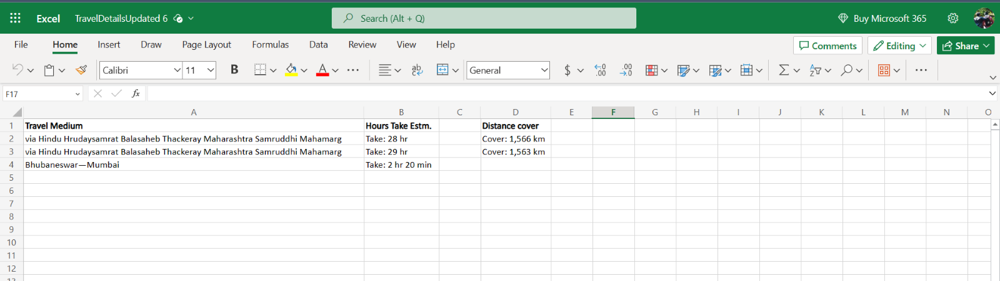 Excel TravelDetailsUpdated 6 Search (Alt + Q) Buy Microsoft 365
File Home Insert Draw Page Layout Formulas Data Review View Help Comments Editing Share
Calibri 11 B A ... ab c General $ .00 .00 ...
F17 fx
A B C D E F G H I J K L M N O
1 Travel Medium Hours Take Estm. Distance cover
2 via Hindu Hrudaysamrat Balasaheb Thackeray Maharashtra Samruddhi Mahamarg Take: 28 hr Cover: 1,566 km
3 via Hindu Hrudaysamrat Balasaheb Thackeray Maharashtra Samruddhi Mahamarg Take: 29 hr Cover: 1,563 km
4 Bhubaneswar—Mumbai Take: 2 hr 20 min
5
6
7
8
9
10
11
12
13